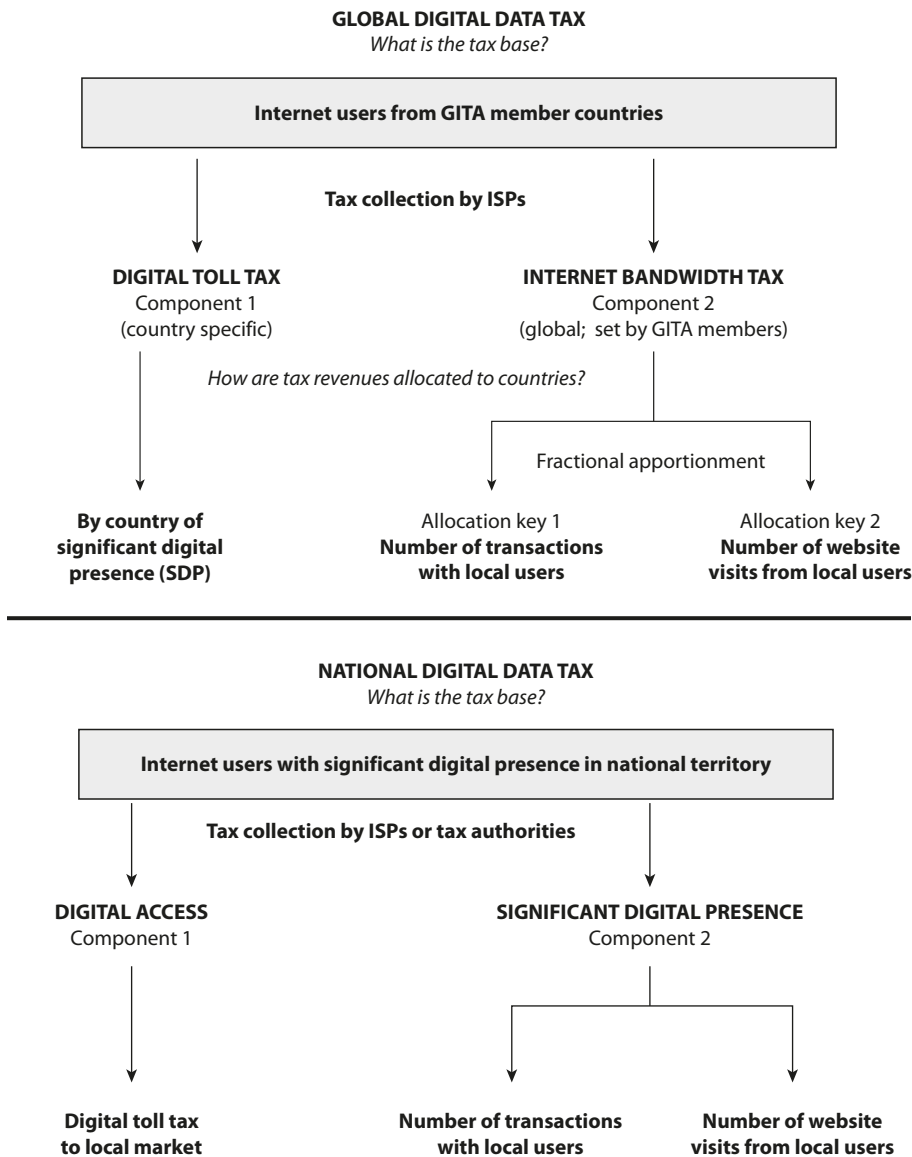 GLOBAL DIGITAL DATA TAX
What is the tax base?
Internet users from GITA member countries
Tax collection by ISPs
DIGITAL TOLL TAX
Component 1
(country specific)
INTERNET BANDWIDTH TAX
Component 2
(global; set by GITA members)
How are tax revenues allocated to countries?
Fractional apportionment
By country of
significant digital
presence (SDP)
Allocation key 1
Number of transactions
with local users
Allocation key 2
Number of website
visits from local users
NATIONAL DIGITAL DATA TAX
What is the tax base?
Internet users with significant digital presence in national territory
Tax collection by ISPs or tax authorities
DIGITAL ACCESS
Component 1
SIGNIFICANT DIGITAL PRESENCE
Component 2
Digital toll tax
to local market
Number of transactions
with local users
Number of website
visits from local users